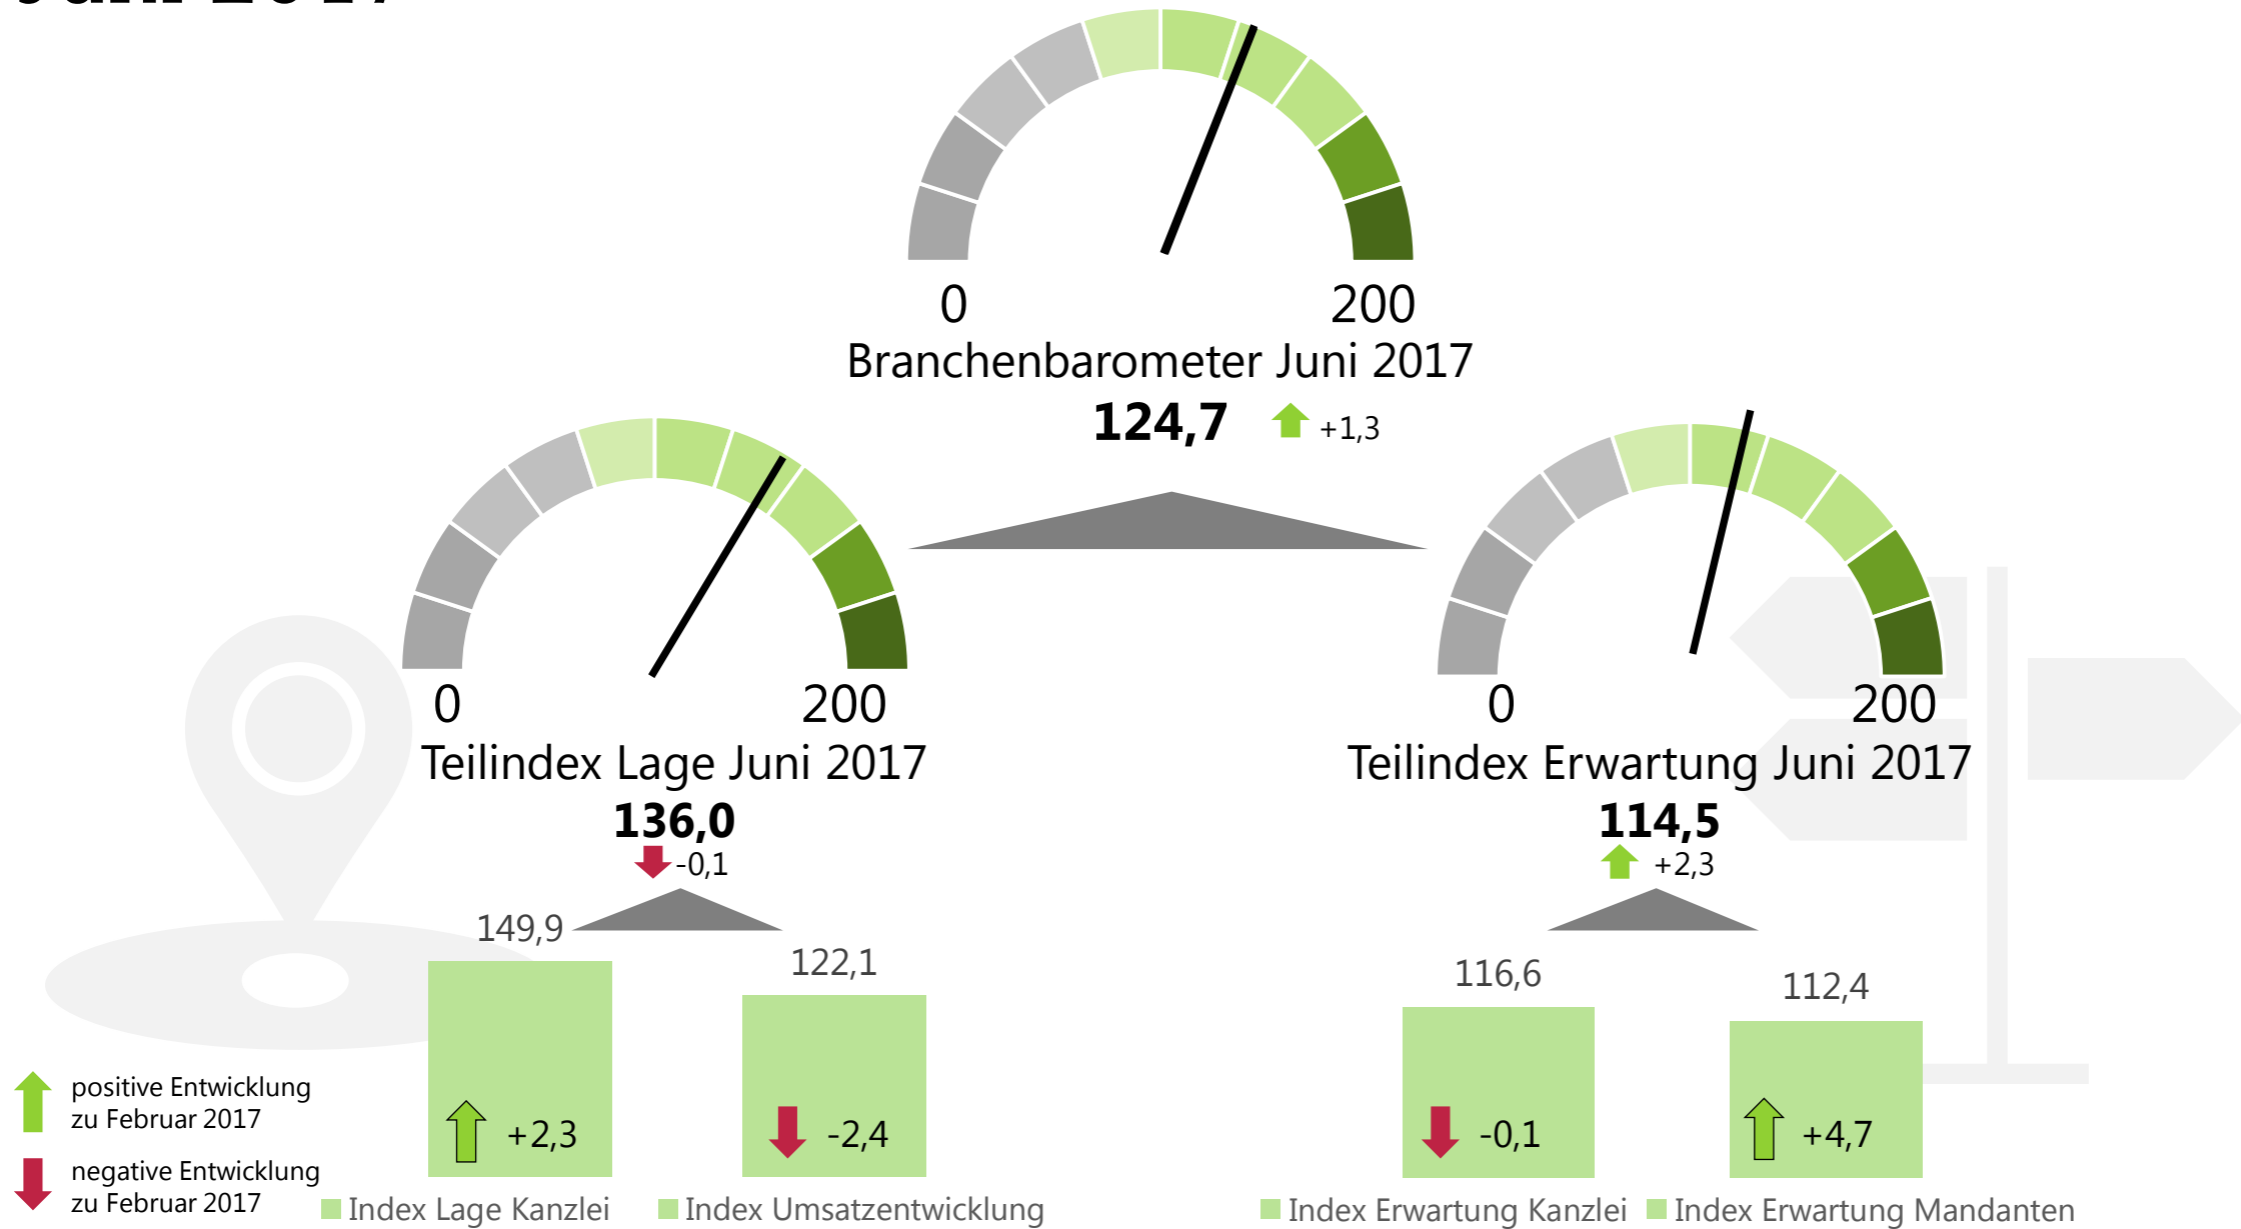 Juni 2017
0
200
Branchenbarometer Juni 2017
124,7
+1,3
0
200
Teilindex Lage Juni 2017
136,0
-0,1
0
200
Teilindex Erwartung Juni 2017
114,5
+2,3
149,9
122,1
116,6
112,4
positive Entwicklung
zu Februar 2017
negative Entwicklung
zu Februar 2017
+2,3
-2,4
-0,1
+4,7
Index Lage Kanzlei
Index Umsatzentwicklung
Index Erwartung Kanzlei
Index Erwartung Mandanten